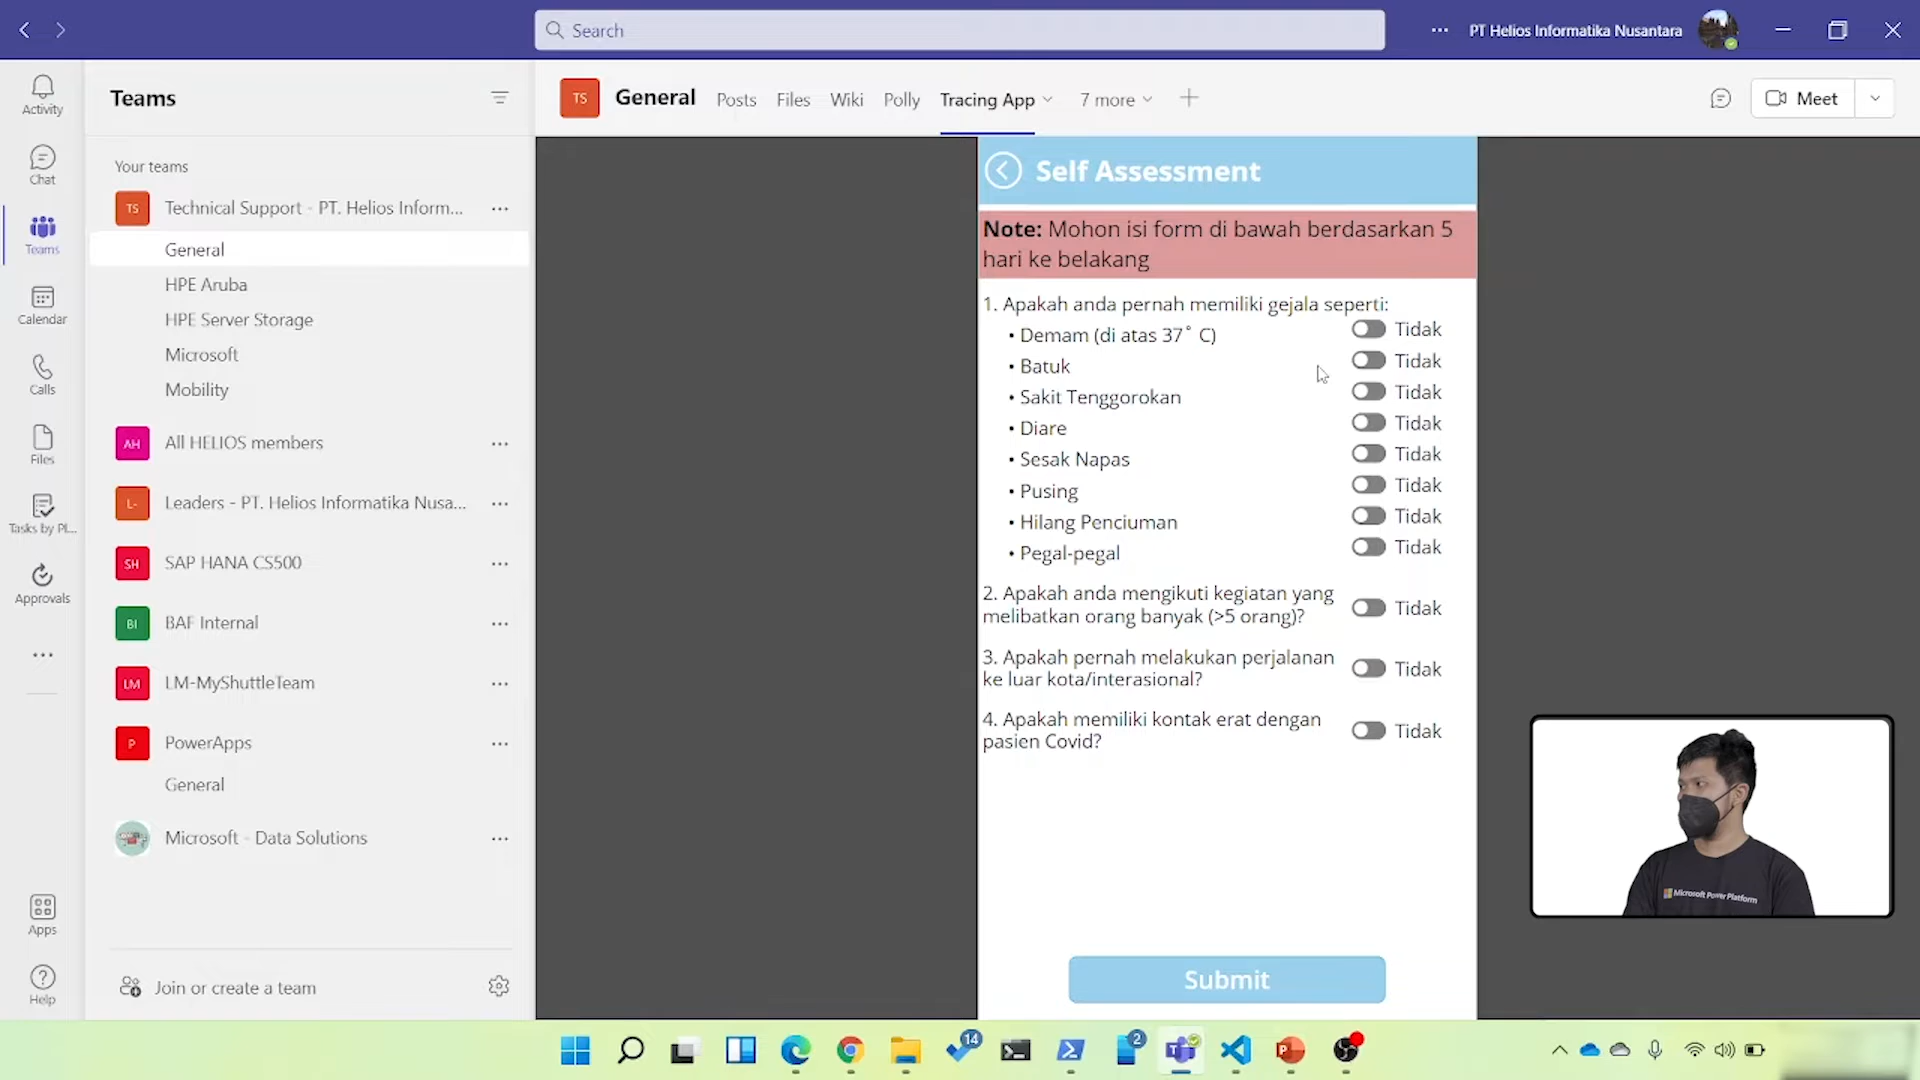 Search
PT Helios Informatika Nusantara
Activity
Chat
Teams
Calendar
Calls
Files
Tasks by Pl...
Approvals
Apps
Help
Teams
Your teams
TS
Technical Support - PT. Helios Inform...
General
HPE Aruba
HPE Server Storage
Microsoft
Mobility
AH
All HELIOS members
L-
Leaders - PT. Helios Informatika Nusa...
SH
SAP HANA CS500
BI
BAF Internal
LM
LM-MyShuttleTeam
P
PowerApps
General
Microsoft - Data Solutions
Join or create a team
TS
General
Posts
Files
Wiki
Polly
Tracing App
7 more
Meet
Self Assessment
Note: Mohon isi form di bawah berdasarkan 5
hari ke belakang
1. Apakah anda pernah memiliki gejala seperti:
• Demam (di atas 37° C) Tidak
• Batuk Tidak
• Sakit Tenggorokan Tidak
• Diare Tidak
• Sesak Napas Tidak
• Pusing Tidak
• Hilang Penciuman Tidak
• Pegal-pegal Tidak
2. Apakah anda mengikuti kegiatan yang
melibatkan orang banyak (>5 orang)? Tidak
3. Apakah pernah melakukan perjalanan
ke luar kota/interasional? Tidak
4. Apakah memiliki kontak erat dengan
pasien Covid? Tidak
Submit
Microsoft Power Platform
14
2